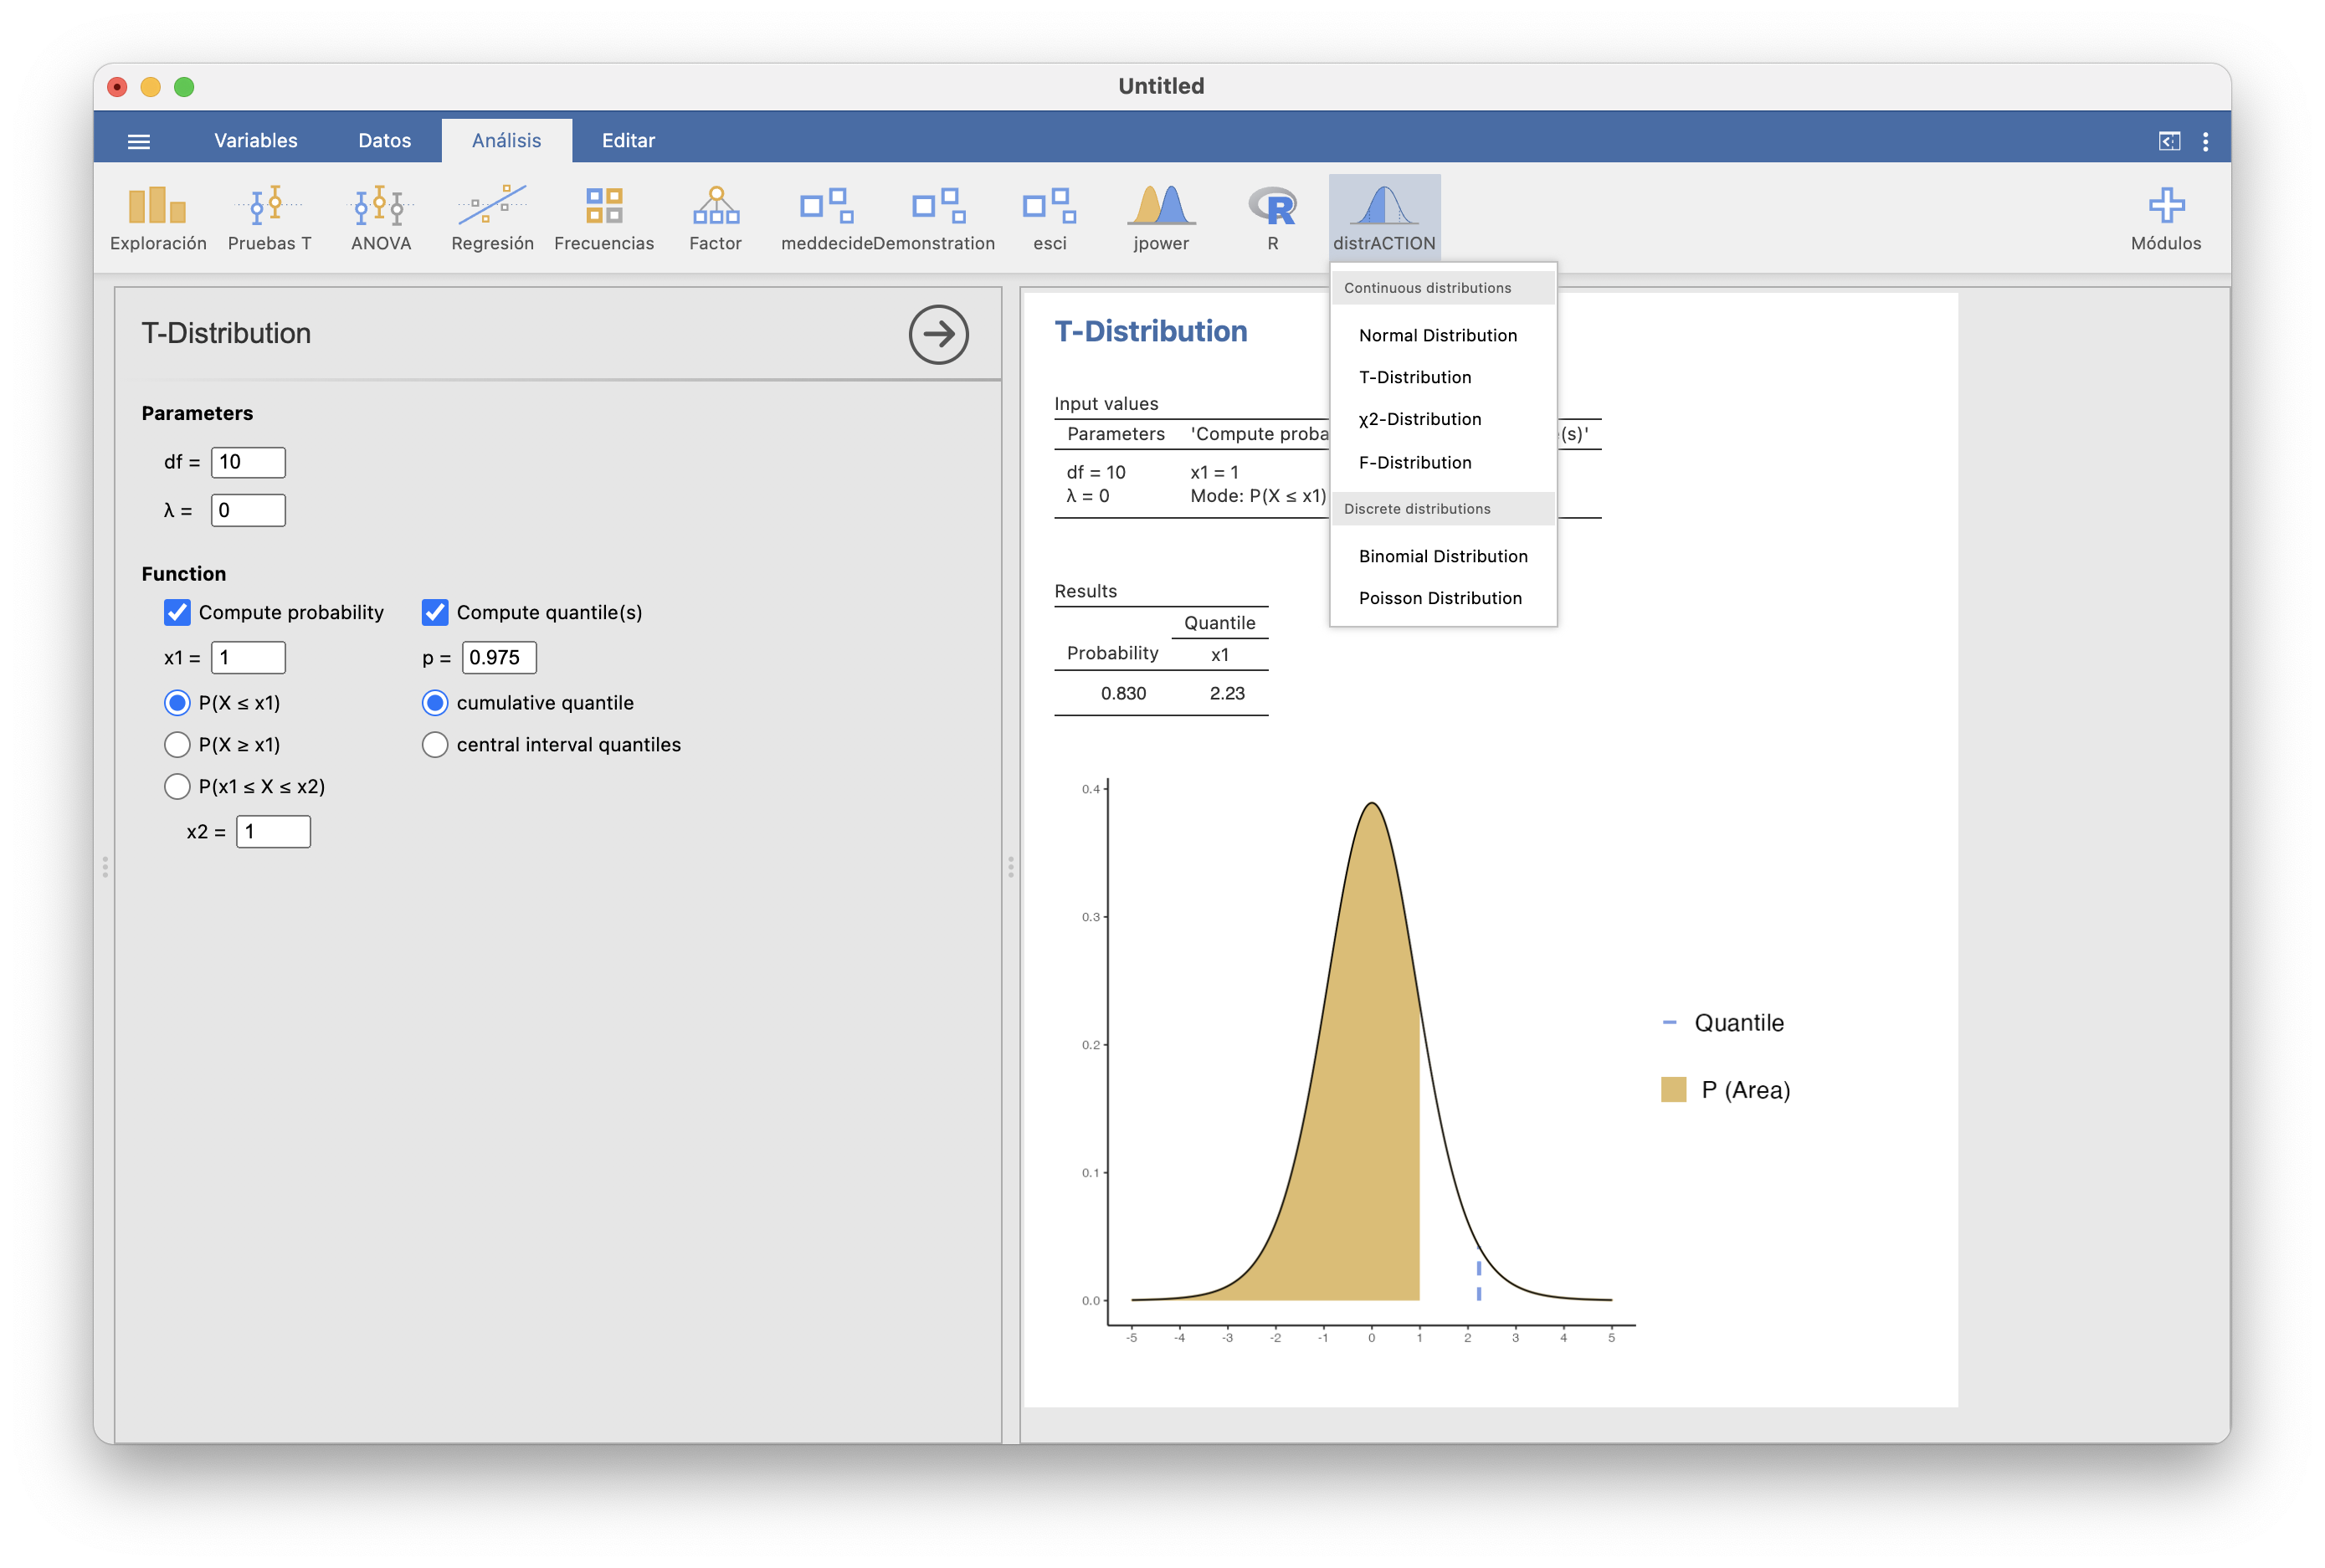 Untitled
Variables Datos Análisis Editar
Exploración Pruebas T ANOVA Regresión Frecuencias Factor meddecide Demonstration esci jpower R distrACTION Módulos
T-Distribution
Parameters
df = 10
λ = 0
Function
Compute probability Compute quantile(s)
x1 = 1 p = 0.975
P(X ≤ x1) cumulative quantile
P(X ≥ x1) central interval quantiles
P(x1 ≤ X ≤ x2)
x2 = 1
Continuous distributions
Normal Distribution
T-Distribution
χ2-Distribution
F-Distribution
Discrete distributions
Binomial Distribution
Poisson Distribution
T-Distribution
Input values
Parameters 'Compute proba (s)'
df = 10 x1 = 1
λ = 0 Mode: P(X ≤ x1)
Results
Quantile
Probability x1
0.830 2.23
0.4
0.3
0.2
0.1
0.0
-5 -4 -3 -2 -1 0 1 2 3 4 5
Quantile
P (Area)